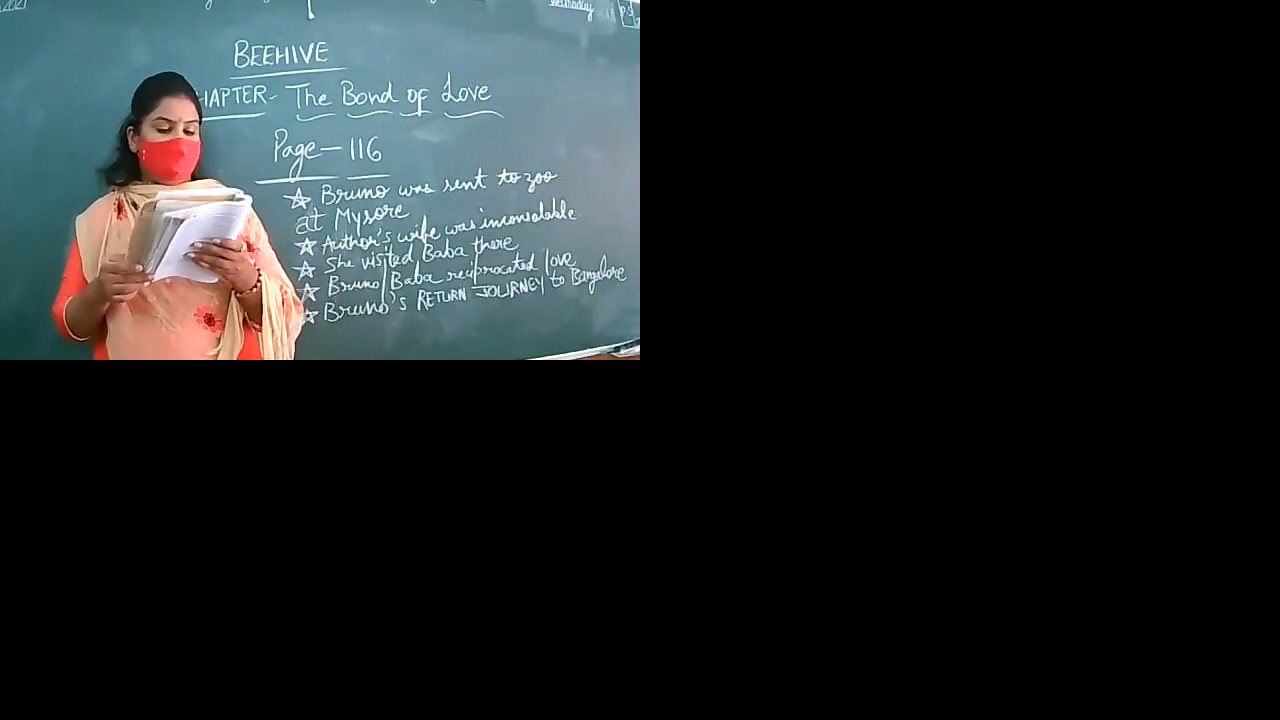 Wednesday
BEEHIVE
HAPTER- The Bond of Love
Page-116
☆ Bruno was sent to zoo
at Mysore
☆ Author's wife was inconsolable
☆ She visited Baba there
☆ Bruno/Baba reciprocated love
☆ Bruno's RETURN JOURNEY to Bangalore